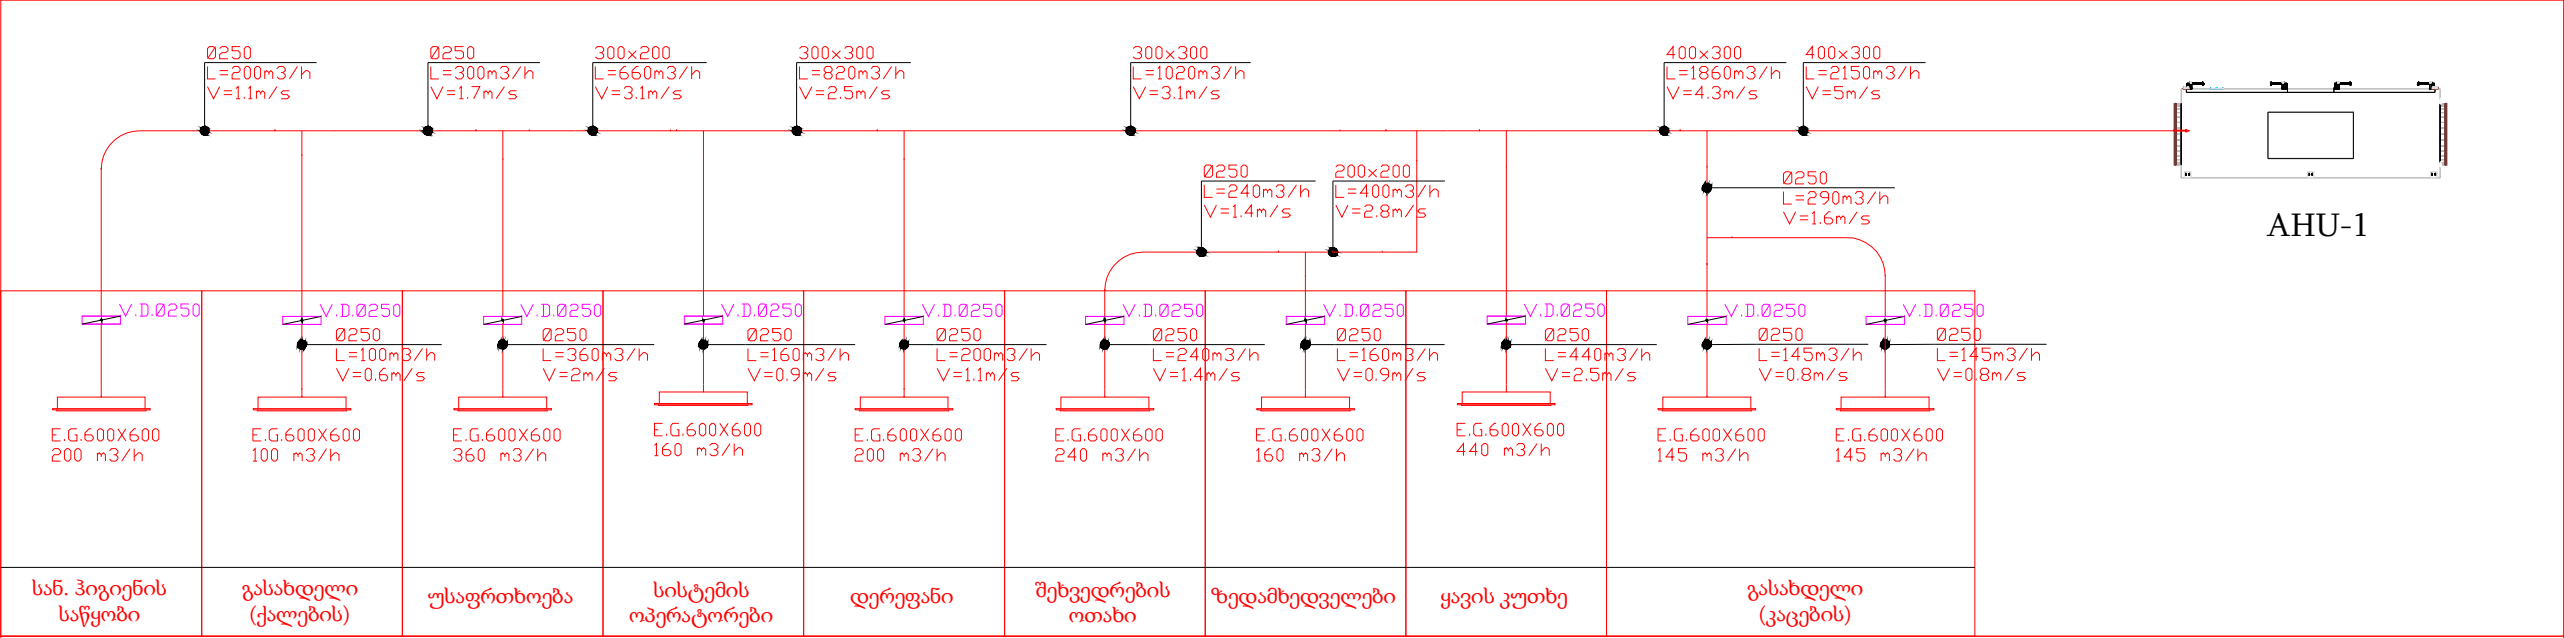 Ø250
L=200m3/h
V=1.1m/s
Ø250
L=300m3/h
V=1.7m/s
300x200
L=660m3/h
V=3.1m/s
300x300
L=820m3/h
V=2.5m/s
300x300
L=1020m3/h
V=3.1m/s
400x300
L=1860m3/h
V=4.3m/s
400x300
L=2150m3/h
V=5m/s
Ø250
L=240m3/h
V=1.4m/s
200x200
L=400m3/h
V=2.8m/s
Ø250
L=290m3/h
V=1.6m/s
AHU-1
V.D.Ø250
V.D.Ø250
V.D.Ø250
V.D.Ø250
V.D.Ø250
V.D.Ø250
V.D.Ø250
V.D.Ø250
V.D.Ø250
V.D.Ø250
Ø250
L=100m3/h
V=0.6m/s
Ø250
L=360m3/h
V=2m/s
Ø250
L=160m3/h
V=0.9m/s
Ø250
L=200m3/h
V=1.1m/s
Ø250
L=240m3/h
V=1.4m/s
Ø250
L=160m3/h
V=0.9m/s
Ø250
L=440m3/h
V=2.5m/s
Ø250
L=145m3/h
V=0.8m/s
Ø250
L=145m3/h
V=0.8m/s
E.G.600X600
200 m3/h
E.G.600X600
100 m3/h
E.G.600X600
360 m3/h
E.G.600X600
160 m3/h
E.G.600X600
200 m3/h
E.G.600X600
240 m3/h
E.G.600X600
160 m3/h
E.G.600X600
440 m3/h
E.G.600X600
145 m3/h
E.G.600X600
145 m3/h
სან. ჰიგიენის
საწყობი
გასახდელი
(ქალების)
უსაფრთხოება
სისტემის
ოპერატორები
დერეფანი
შეხვედრების
ოთახი
ზედამხედველები
ყავის კუთხე
გასახდელი
(კაცების)